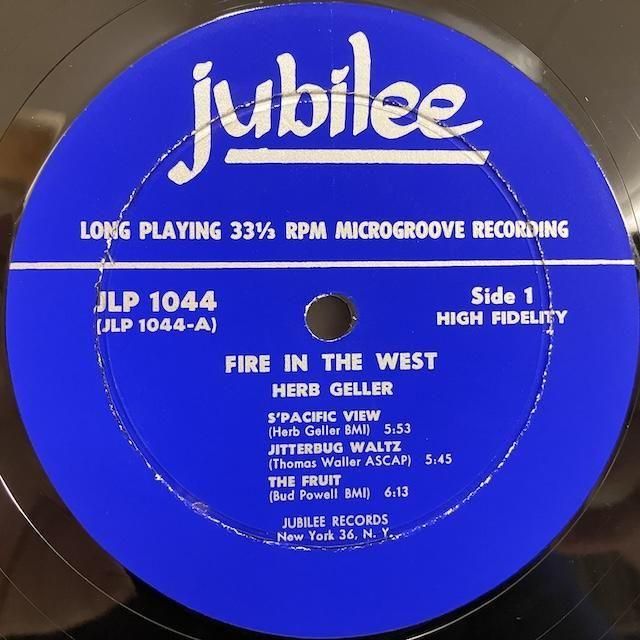 jubilee
LONG PLAYING 33⅓ RPM MICROGROOVE RECORDING
JLP 1044
(JLP 1044-A)
Side 1
HIGH FIDELITY
FIRE IN THE WEST
HERB GELLER
S'PACIFIC VIEW
(Herb Geller BMI) 5:53
JITTERBUG WALTZ
(Thomas Waller ASCAP) 5:45
THE FRUIT
(Bud Powell BMI) 6:13
JUBILEE RECORDS
New York 36, N. Y.